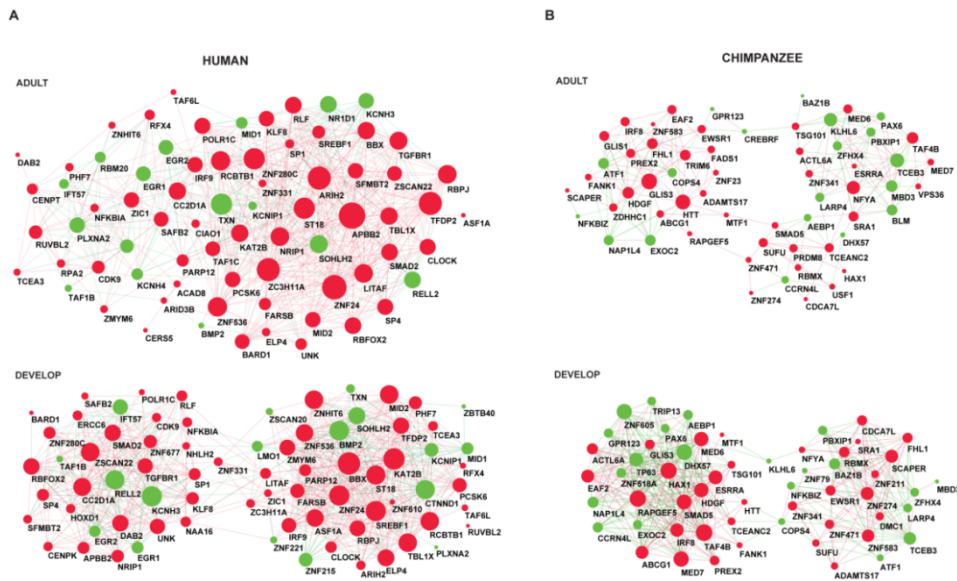 A
HUMAN
ADULT
TAF6L
ZNHIT6
RFX4
POLR1C
MID1
KLF8
RLF
NR1D1
KCNH3
SREBF1
BBX
TGFBR1
DAB2
PHF7
RBM20
EGR2
SP1
CENPT
IFT57
EGR1
IRF9
RCBTB1
ZNF280C
ARIH2
SFMBT2
ZSCAN22
RBPJ
NFKBIA
ZIC1
CC2D1A
ZNF331
TXN
KCNIP1
ST18
APBB2
TBL1X
TFDP2
ASF1A
RUVBL2
PLXNA2
SAFB2
CIAO1
KAT2B
NRIP1
SOHLH2
SMAD2
CLOCK
TCEA3
RPA2
CDK9
PARP12
TAF1C
TAF1B
KCNH4
ACAD8
PCSK6
ZC3H11A
LITAF
RELL2
ZMYM6
ARID3B
ZNF536
FARSB
ZNF24
SP4
CERS5
BMP2
BARD1
ELP4
MID2
UNK
RBFOX2
DEVELOP
BARD1
SAFB2
POLR1C
RLF
ERCC6
IFT57
CDK9
NFKBIA
ZNF280C
SMAD2
ZNF677
NHLH2
ZSCAN22
TAF1B
TGFBR1
SP1
ZNF331
RBFOX2
RELL2
CC2D1A
SP4
KCNH3
KLF8
HOXD1
SFMBT2
DAB2
UNK
NAA16
EGR2
CENPK
APBB2
EGR1
NRIP1
TXN
ZSCAN20
ZNHIT6
MID2
PHF7
ZBTB40
SOHLH2
ZNF536
BMP2
TFDP2
TCEA3
LMO1
ZMYM6
KCNIP1
MID1
KAT2B
LITAF
PARP12
BBX
RFX4
ST18
ZIC1
FARSB
CTNND1
PCSK6
ZC3H11A
ZNF24
ZNF610
TAF6L
ASF1A
SREBF1
RCBTB1
RUVBL2
IRF9
RBPJ
ZNF221
CLOCK
TBL1X
PLXNA2
ZNF215
ARIH2
ELP4
B
CHIMPANZEE
ADULT
EAF2
GPR123
IRF8
ZNF583
EWSR1
CREBRF
GLIS1
FHL1
PREX2
TRIM6
FADS1
ATF1
COPS4
FANK1
ZNF23
SCAPER
GLIS3
HDGF
ADAMTS17
ZDHHC1
HTT
NFKBIZ
ABCG1
MTF1
NAP1L4
EXOC2
RAPGEF5
BAZ1B
MED6
PAX6
TSG101
KLHL6
PBXIP1
TAF4B
ACTL6A
ZFHX4
ESRRA
TCEB3
MED7
ZNF341
NFYA
MBD3
VPS36
LARP4
AEBP1
SRA1
BLM
SMAD5
DHX57
SUFU
PRDM8
TCEANC2
ZNF471
RBMX
HAX1
CCRN4L
USF1
ZNF274
CDCA7L
DEVELOP
TRIP13
ZNF605
AEBP1
GPR123
PAX6
MTF1
GLIS3
MED6
ACTL6A
TP63
DHX57
TSG101
ZNF518A
HAX1
EAF2
ESRRA
HDGF
RAPGEF5
HTT
NAP1L4
SMAD5
TCEANC2
CCRN4L
EXOC2
IRF8
TAF4B
FANK1
ABCG1
MED7
PREX2
CDCA7L
PBXIP1
SRA1
FHL1
NFYA
RBMX
KLHL6
SCAPER
ZNF79
BAZ1B
ZNF211
MBD3
NFKBIZ
EWSR1
ZFHX4
ZNF274
ZNF341
LARP4
DMC1
COPS4
ZNF471
TCEB3
SUFU
ZNF583
ATF1
ADAMTS17